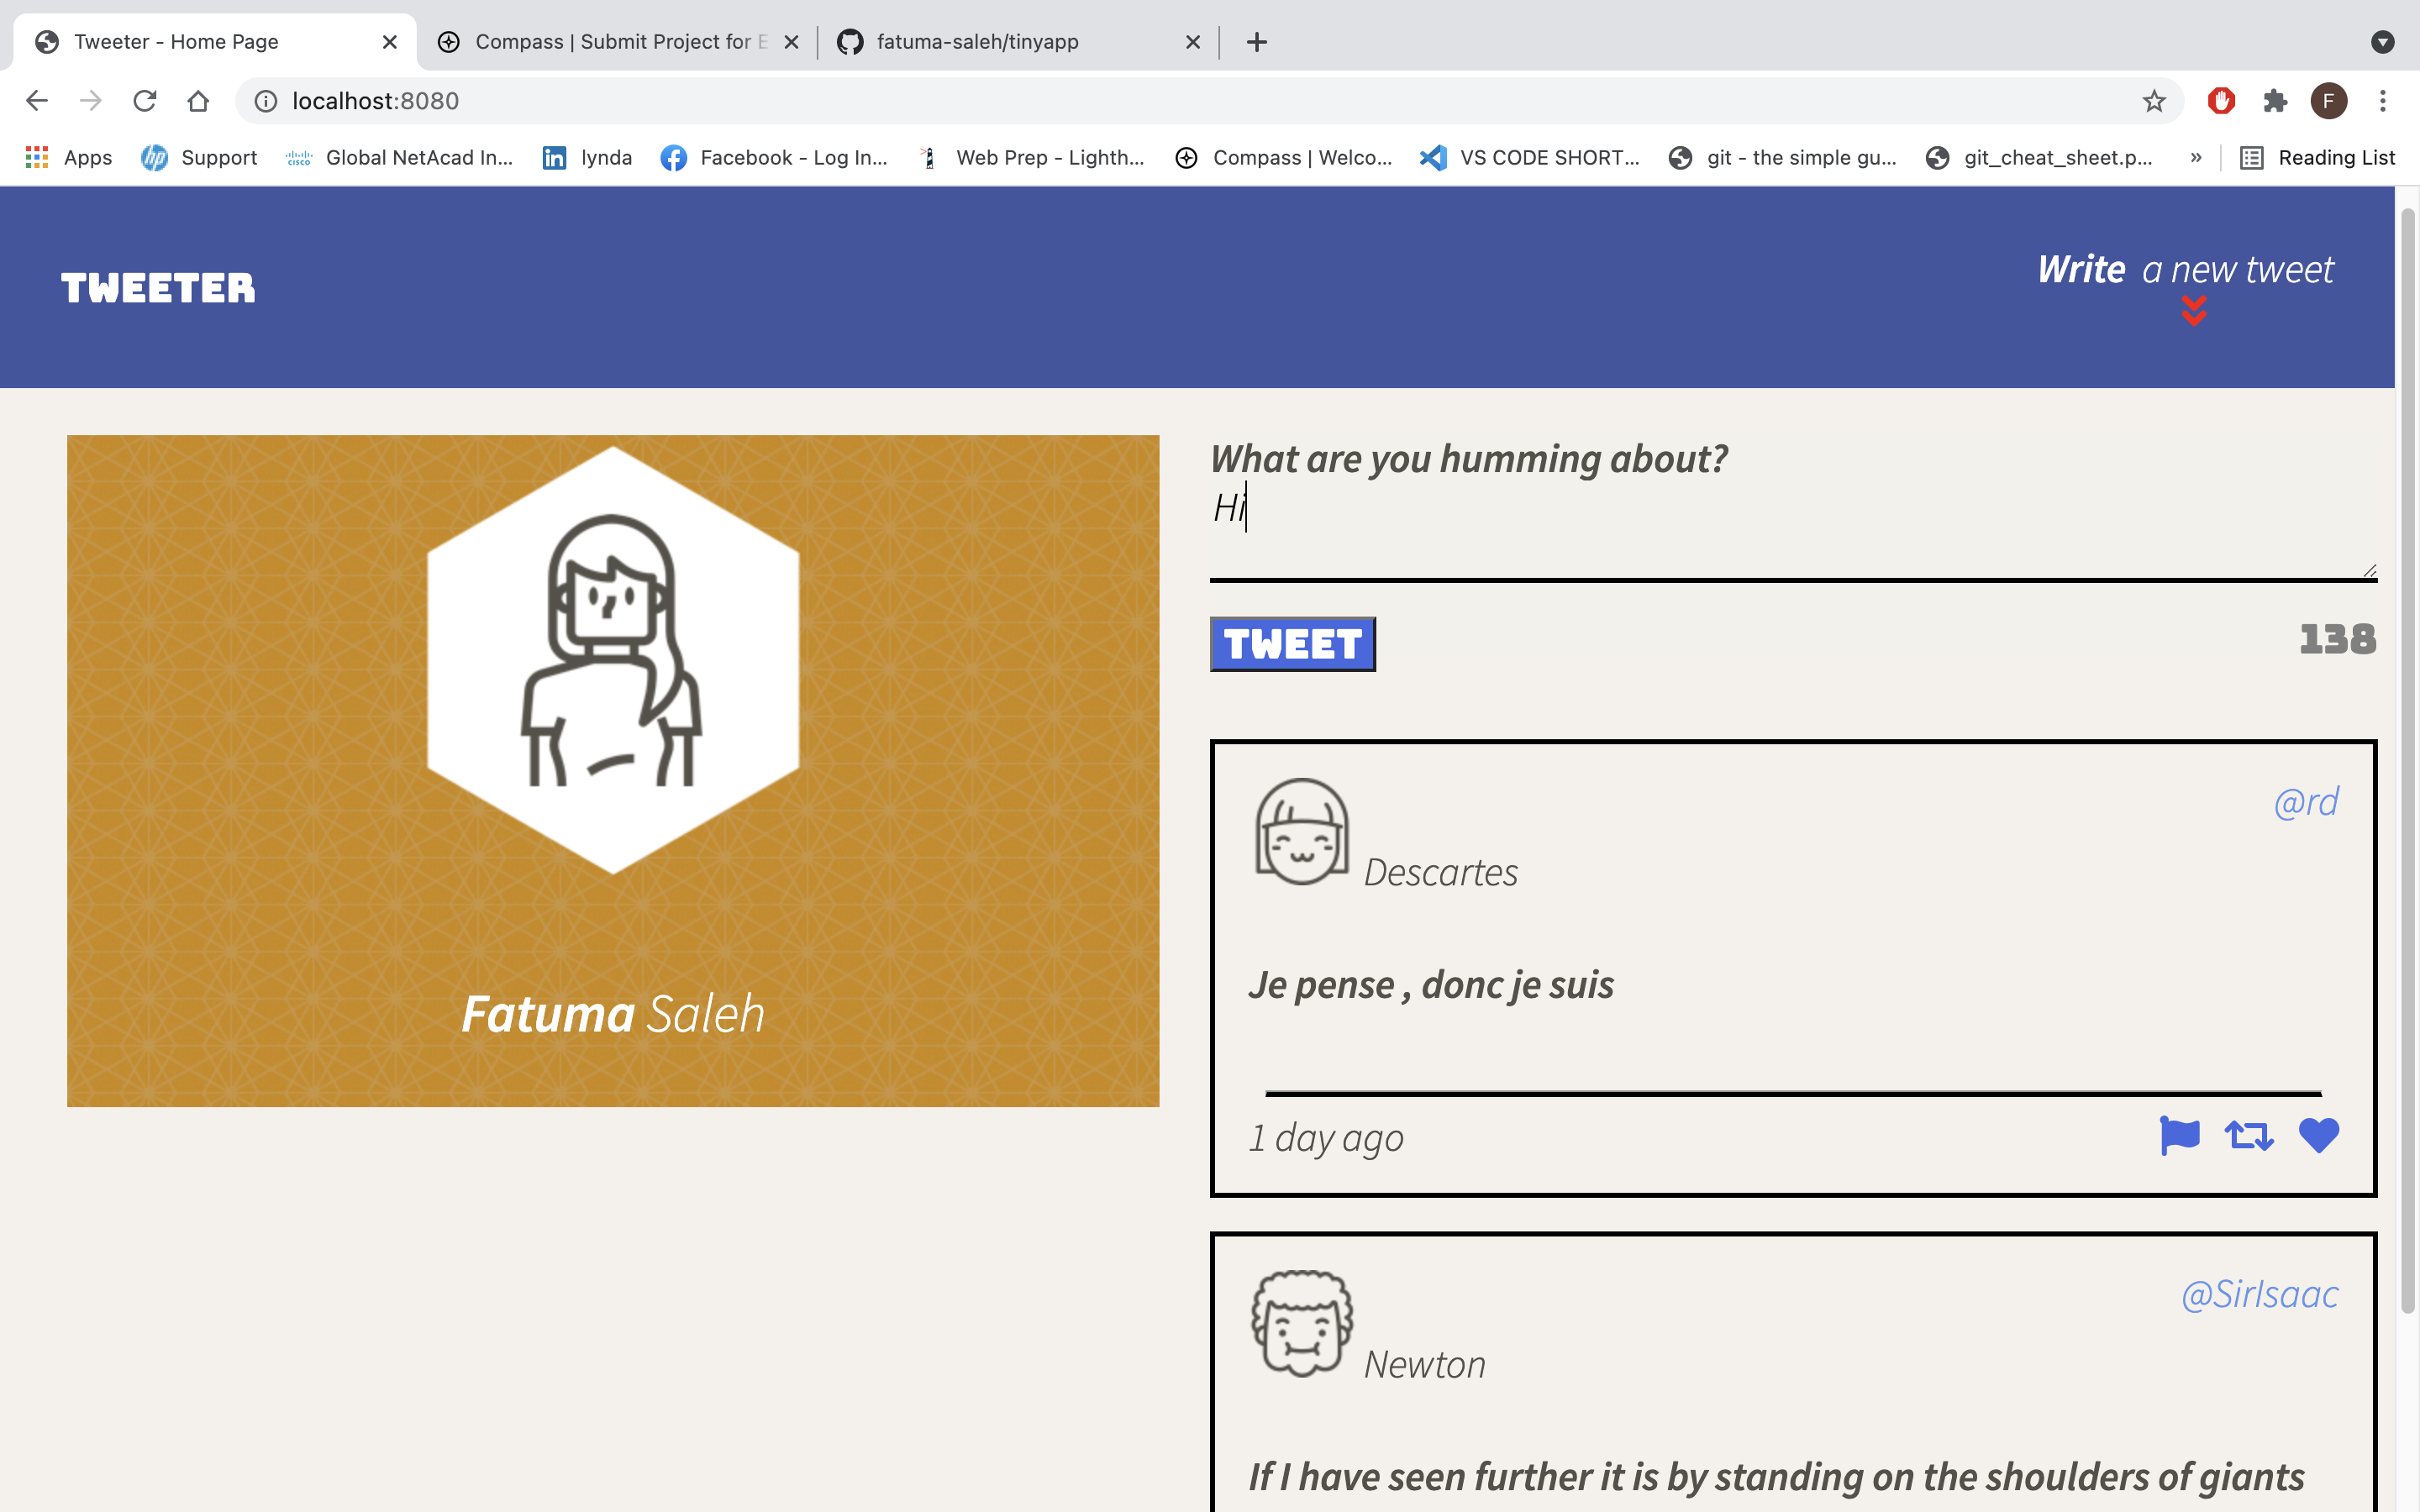 Tweeter - Home Page
Compass | Submit Project for E
fatuma-saleh/tinyapp
localhost:8080
F
Apps
hp
Support
cisco
Global NetAcad In...
in
lynda
Facebook - Log In...
Web Prep - Lighth...
Compass | Welco...
VS CODE SHORT...
git - the simple gu...
git_cheat_sheet.p...
»
Reading List
TWEETER
Write a new tweet
Fatuma Saleh
What are you humming about?
Hi
TWEET
138
@rd
Descartes
Je pense , donc je suis
1 day ago
@SirIsaac
Newton
If I have seen further it is by standing on the shoulders of giants